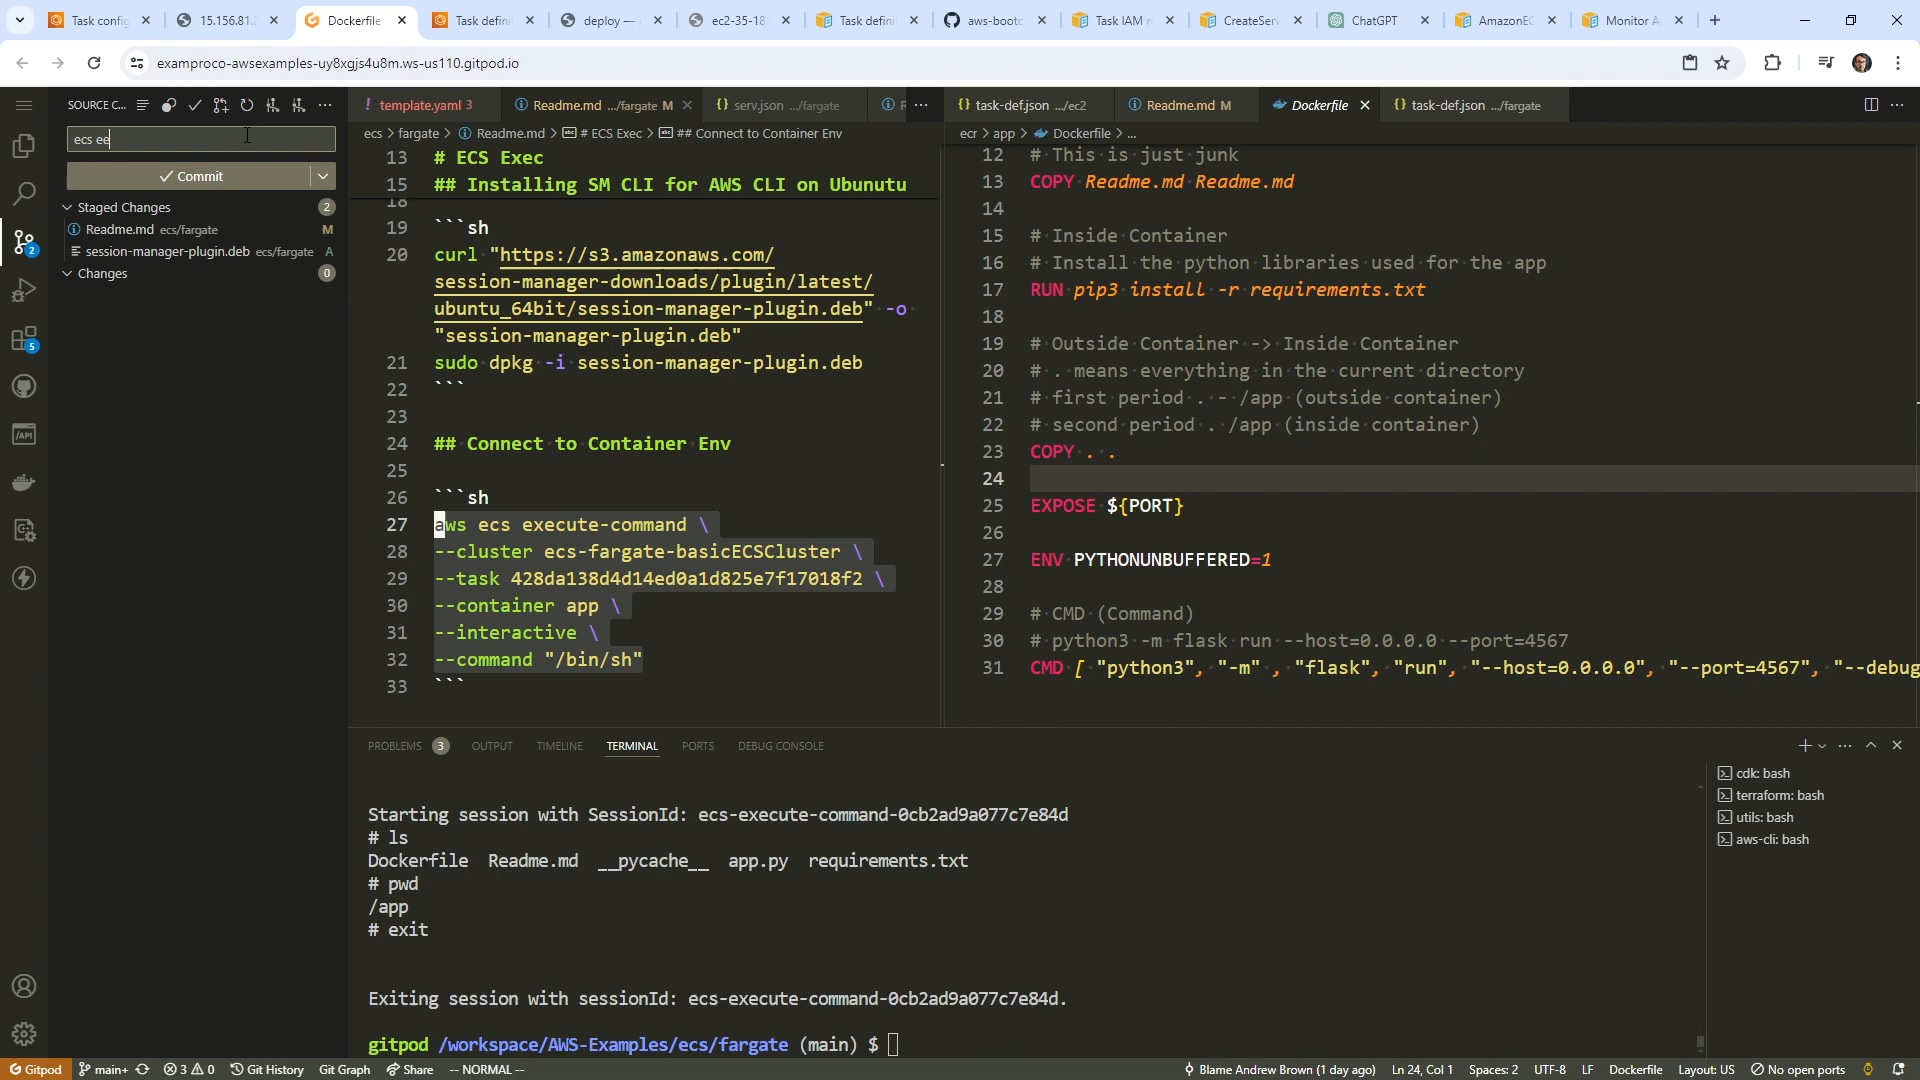 Task config
15.156.81.2
Dockerfile
Task defini
deploy —
ec2-35-18
Task defini
aws-bootc
Task IAM r
CreateServ
ChatGPT
AmazonEC
Monitor A
examproco-awsexamples-uy8xgjs4u8m.ws-us110.gitpod.io
SOURCE C...
ecs ee
Commit
Staged Changes 2
Readme.md ecs/fargate M
session-manager-plugin.deb ecs/fargate A
Changes 0
2
5
/API
! template.yaml 3
Readme.md .../fargate M
{} serv.json .../fargate
ecs > fargate > Readme.md > # ECS Exec > ## Connect to Container Env
13 # ECS Exec
15 ## Installing SM CLI for AWS CLI on Ubunutu
18
19 ```sh
20 curl "https://s3.amazonaws.com/
session-manager-downloads/plugin/latest/
ubuntu_64bit/session-manager-plugin.deb" -o
"session-manager-plugin.deb"
21 sudo dpkg -i session-manager-plugin.deb
22 ```
23
24 ## Connect to Container Env
25
26 ```sh
27 aws ecs execute-command \
28 --cluster ecs-fargate-basicECSCluster \
29 --task 428da138d4d14ed0a1d825e7f17018f2 \
30 --container app \
31 --interactive \
32 --command "/bin/sh"
33 ```
{} task-def.json .../ec2
Readme.md M
Dockerfile
{} task-def.json .../fargate
ecr > app > Dockerfile > ...
12 # This is just junk
13 COPY Readme.md Readme.md
14
15 # Inside Container
16 # Install the python libraries used for the app
17 RUN pip3 install -r requirements.txt
18
19 # Outside Container -> Inside Container
20 # . means everything in the current directory
21 # first period . - /app (outside container)
22 # second period . /app (inside container)
23 COPY . .
24
25 EXPOSE ${PORT}
26
27 ENV PYTHONUNBUFFERED=1
28
29 # CMD (Command)
30 # python3 -m flask run --host=0.0.0.0 --port=4567
31 CMD [ "python3", "-m" , "flask", "run", "--host=0.0.0.0", "--port=4567", "--debug
PROBLEMS 3 OUTPUT TIMELINE TERMINAL PORTS DEBUG CONSOLE
Starting session with SessionId: ecs-execute-command-0cb2ad9a077c7e84d
# ls
Dockerfile Readme.md __pycache__ app.py requirements.txt
# pwd
/app
# exit
Exiting session with sessionId: ecs-execute-command-0cb2ad9a077c7e84d.
gitpod /workspace/AWS-Examples/ecs/fargate (main) $
cdk: bash
terraform: bash
utils: bash
aws-cli: bash
Gitpod main+ 3 0 Git History Git Graph Share -- NORMAL -- Blame Andrew Brown (1 day ago) Ln 24, Col 1 Spaces: 2 UTF-8 LF Dockerfile Layout: US No open ports